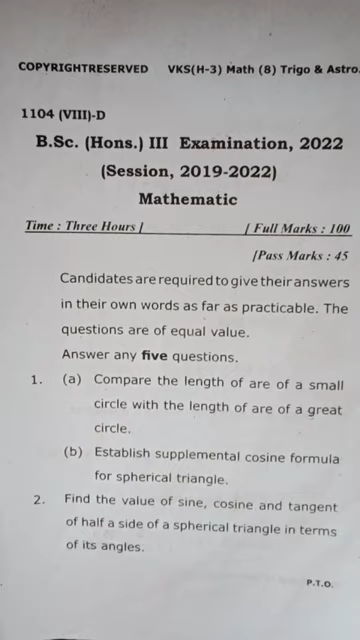 COPYRIGHTRESERVED VKS(H-3) Math (8) Trigo & Astro.
1104 (VIII)-D
B.Sc. (Hons.) III Examination, 2022
(Session, 2019-2022)
Mathematic
Time : Three Hours ] [ Full Marks : 100
[Pass Marks : 45
Candidates are required to give their answers
in their own words as far as practicable. The
questions are of equal value.
Answer any five questions.
1. (a) Compare the length of are of a small
circle with the length of are of a great
circle.
(b) Establish supplemental cosine formula
for spherical triangle.
2. Find the value of sine, cosine and tangent
of half a side of a spherical triangle in terms
of its angles.
P.T.O.